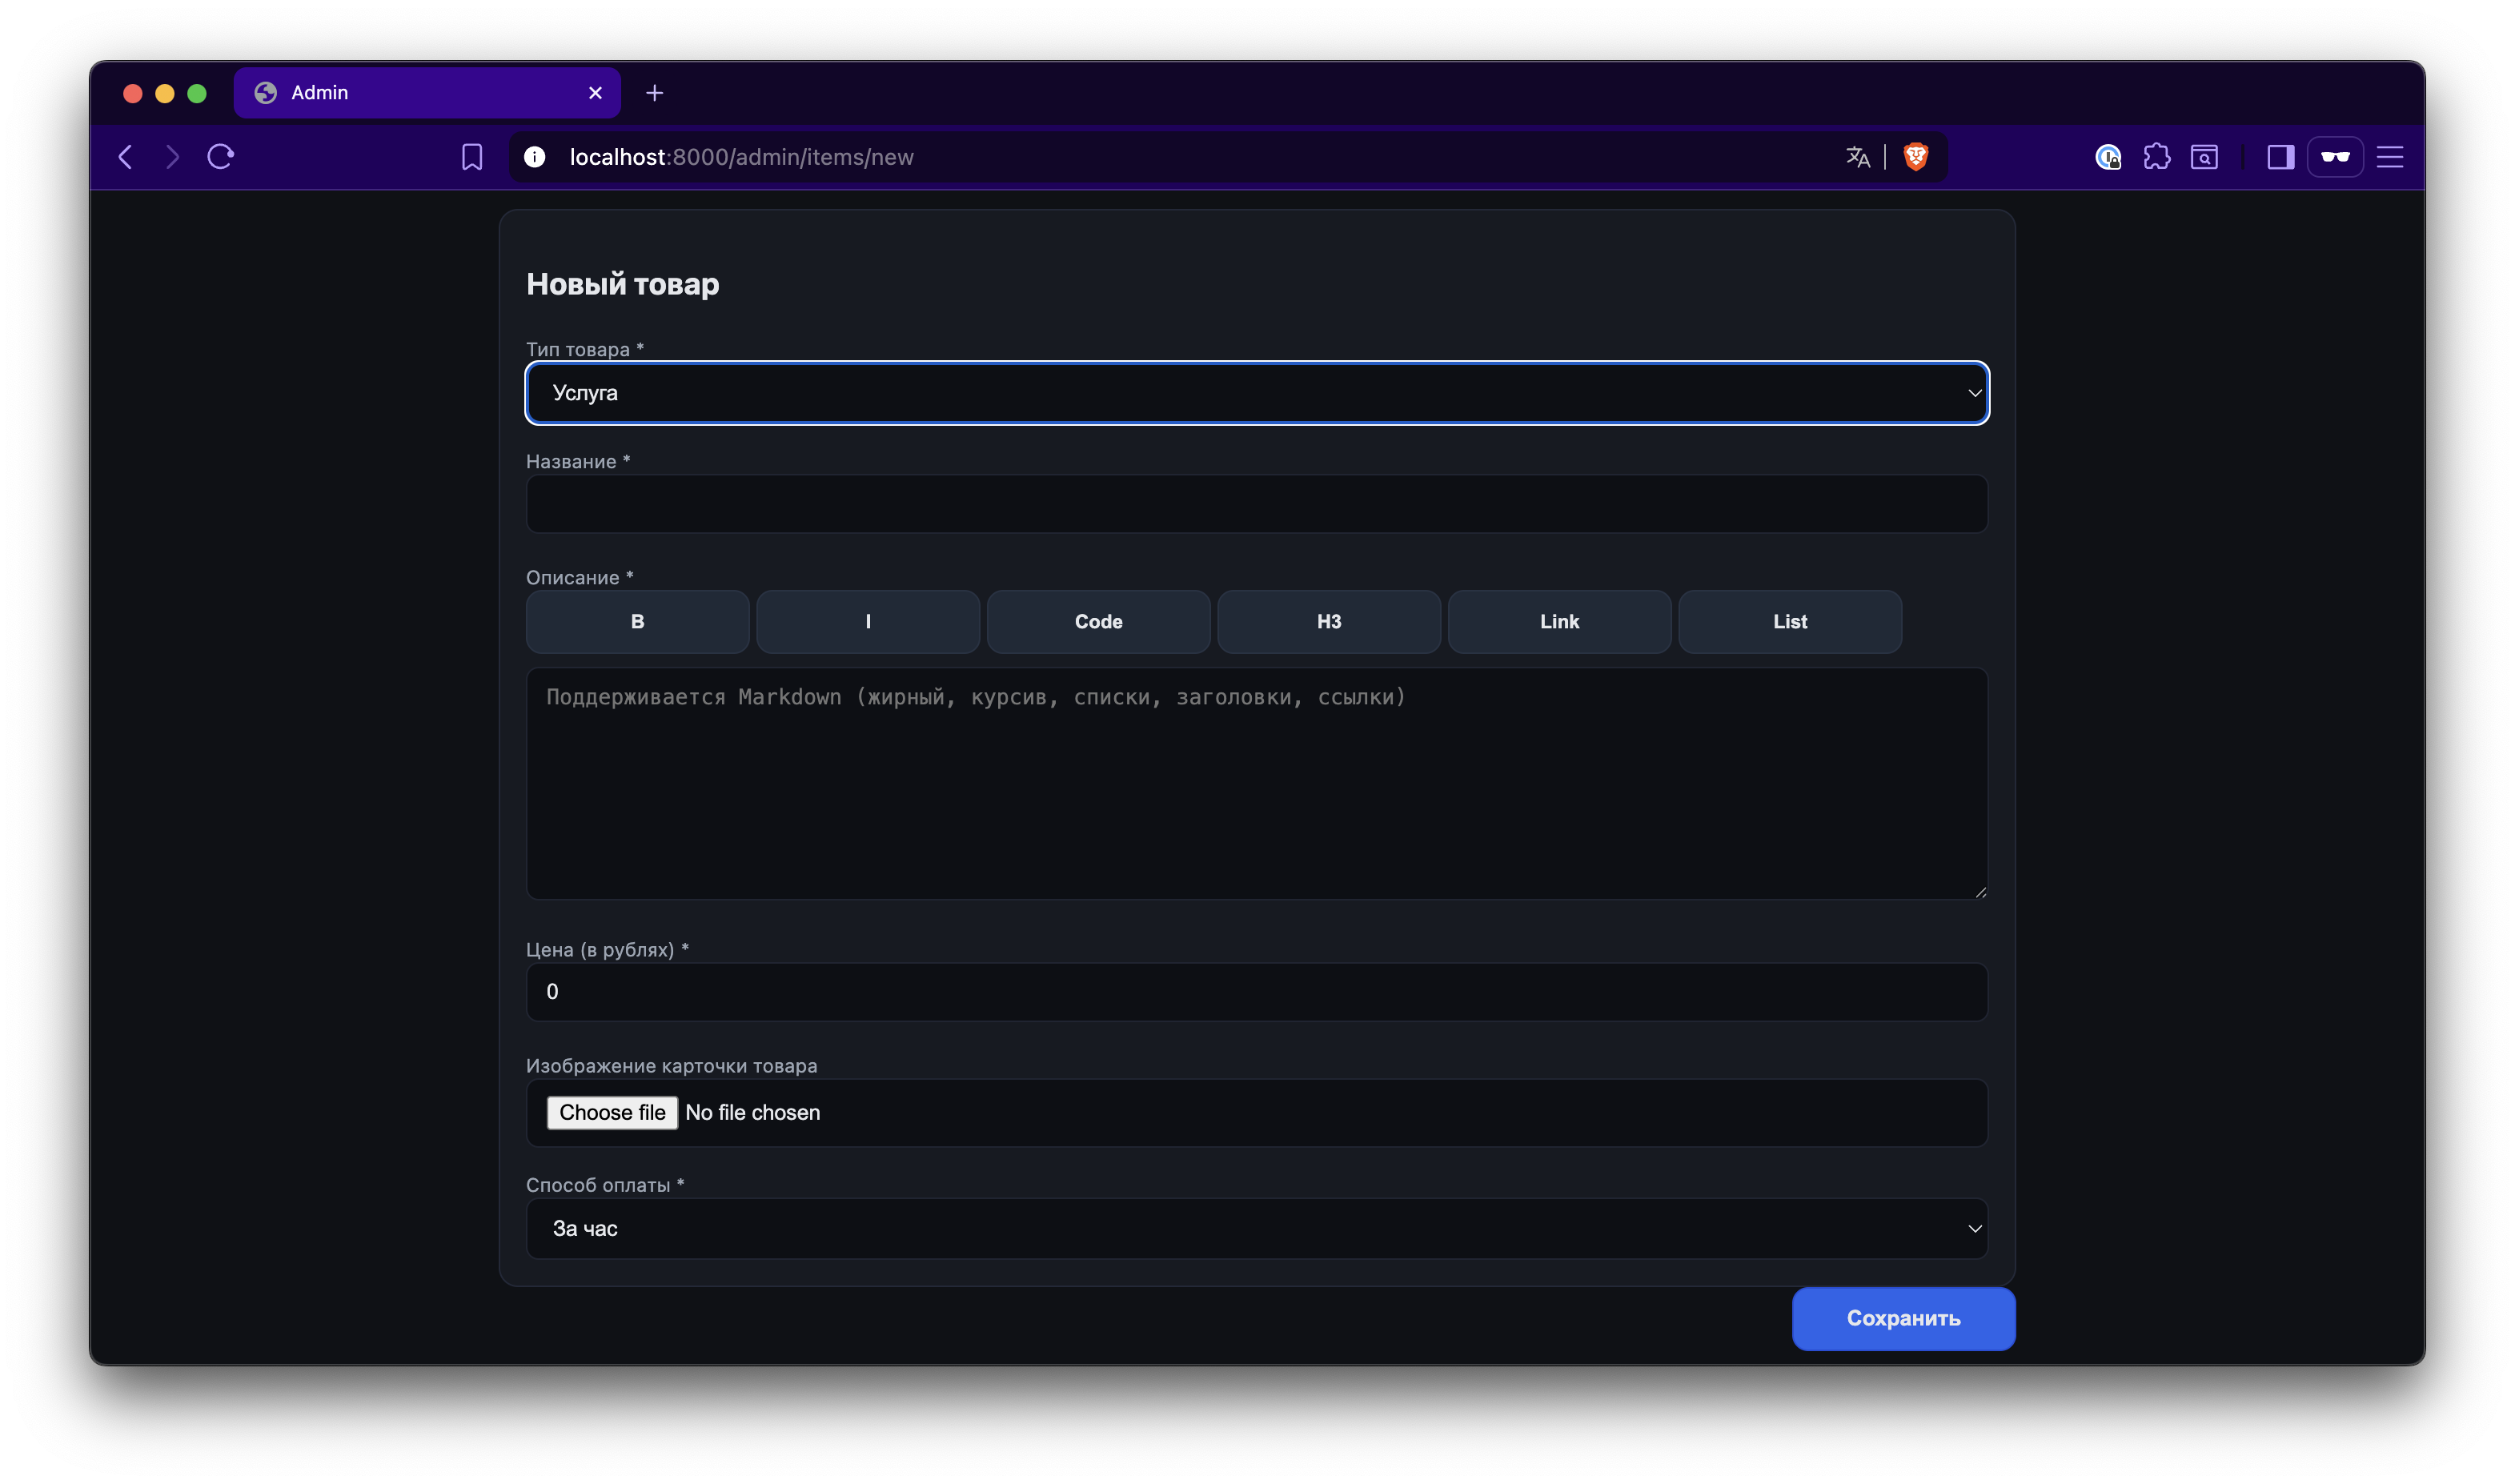 Admin
localhost:8000/admin/items/new
Новый товар
Тип товара *
Услуга
Название *
Описание *
B I Code H3 Link List
Поддерживается Markdown (жирный, курсив, списки, заголовки, ссылки)
Цена (в рублях) *
0
Изображение карточки товара
Choose file No file chosen
Способ оплаты *
За час
Сохранить